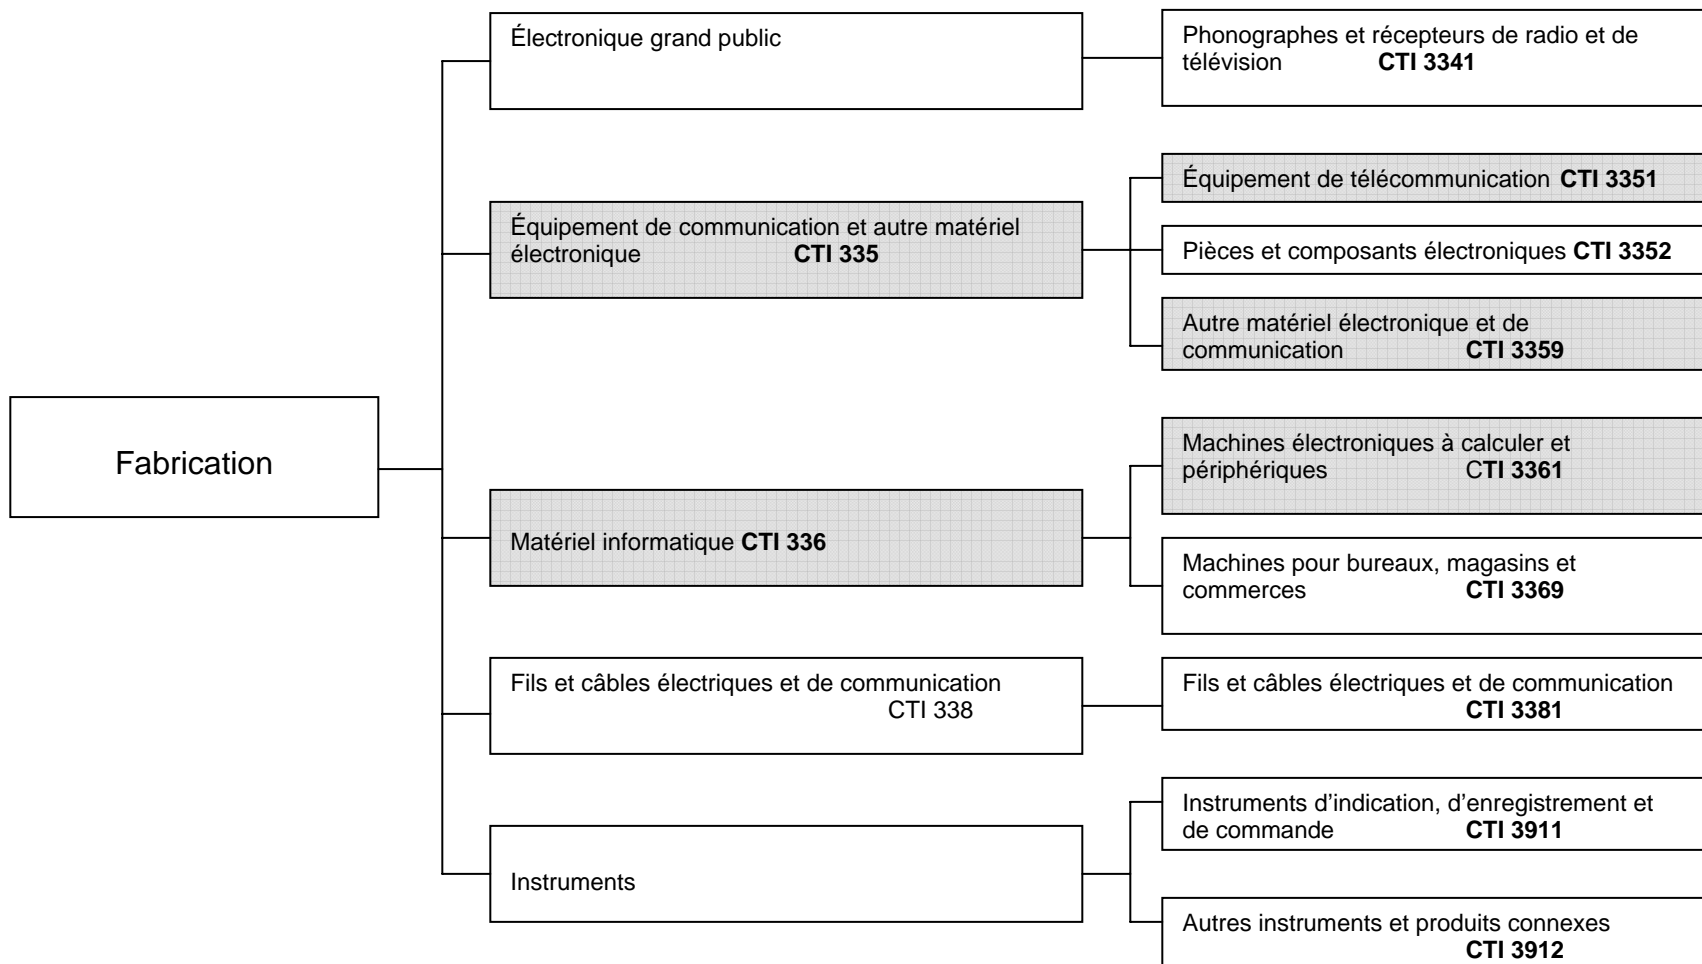 Électronique grand public
Phonographes et récepteurs de radio et de
télévision CTI 3341
Équipement de communication et autre matériel
électronique CTI 335
Équipement de télécommunication CTI 3351
Pièces et composants électroniques CTI 3352
Autre matériel électronique et de
communication CTI 3359
Fabrication
Matériel informatique CTI 336
Machines électroniques à calculer et
périphériques CTI 3361
Machines pour bureaux, magasins et
commerces CTI 3369
Fils et câbles électriques et de communication
CTI 338
Fils et câbles électriques et de communication
CTI 3381
Instruments
Instruments d’indication, d’enregistrement et
de commande CTI 3911
Autres instruments et produits connexes
CTI 3912